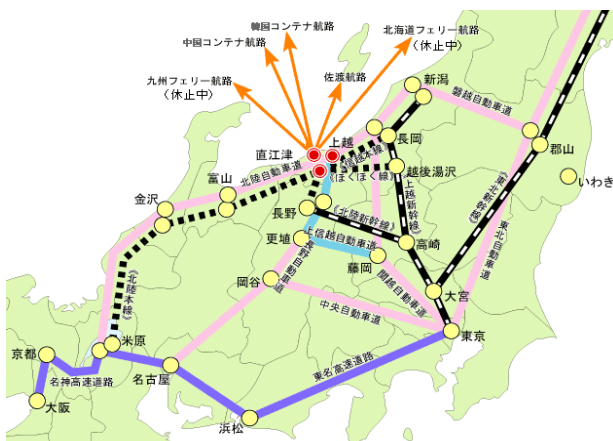 韓国コンテナ航路
中国コンテナ航路
北海道フェリー航路
(休止中)
九州フェリー航路
(休止中)
佐渡航路
新潟
磐越自動車道
上越
直江津
信越本線》
長岡
郡山
北陸自動車道
《ほくほく線》
越後湯沢
いわき
富山
金沢
長野
《北陸新幹線》
上越新幹線》
《東北新幹線》
東北自動車道
更埴
上信越自動車道
高崎
長野自動車道
藤岡
関越自動車道
岡谷
大宮
中央自動車道
《北陸本線》
東京
米原
京都
名神高速道路
名古屋
東名高速道路
大阪
浜松